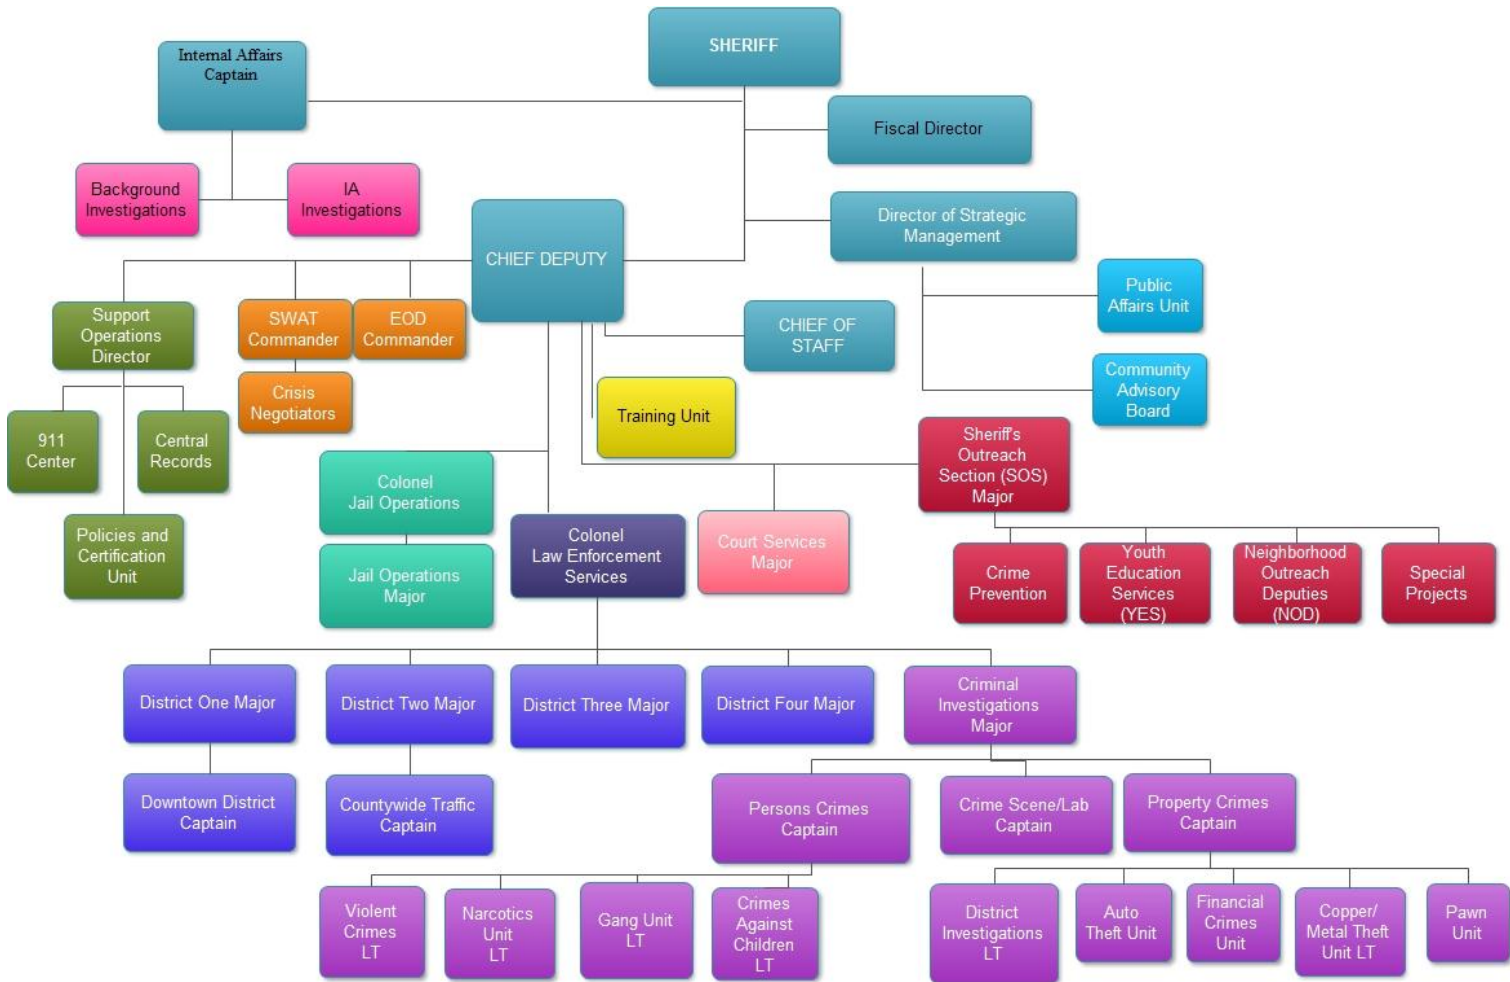 SHERIFF
Internal Affairs
Captain
Fiscal Director
Background
Investigations
IA
Investigations
Director of Strategic
Management
CHIEF DEPUTY
Public
Affairs Unit
Support
Operations
Director
SWAT
Commander
EOD
Commander
CHIEF OF
STAFF
Community
Advisory
Board
Crisis
Negotiators
Training Unit
911
Center
Central
Records
Sheriff's
Outreach
Section (SOS)
Major
Colonel
Jail Operations
Policies and
Certification
Unit
Colonel
Law Enforcement
Services
Court Services
Major
Jail Operations
Major
Crime
Prevention
Youth
Education
Services
(YES)
Neighborhood
Outreach
Deputies
(NOD)
Special
Projects
District One Major
District Two Major
District Three Major
District Four Major
Criminal
Investigations
Major
Downtown District
Captain
Countywide Traffic
Captain
Persons Crimes
Captain
Crime Scene/Lab
Captain
Property Crimes
Captain
Violent
Crimes
LT
Narcotics
Unit
LT
Gang Unit
LT
Crimes
Against
Children
LT
District
Investigations
LT
Auto
Theft Unit
Financial
Crimes
Unit
Copper/
Metal Theft
Unit LT
Pawn
Unit